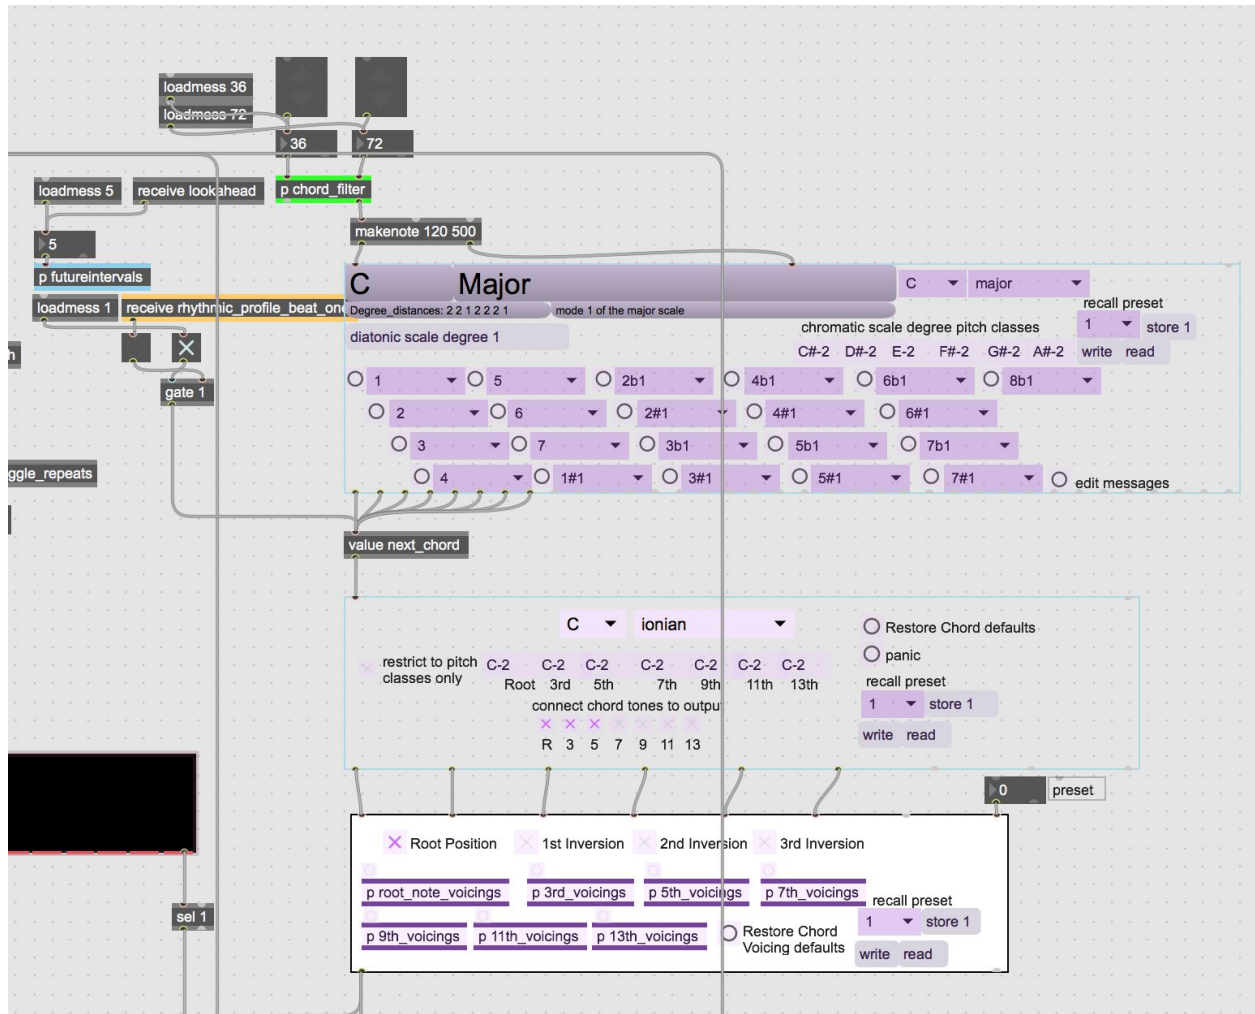 loadmess 36
loadmess 72
36
72
loadmess 5
receive lookahead
p chord_filter
makenote 120 500
5
p futureintervals
loadmess 1
receive rhythmic_profile_beat_one
gate 1
ggle_repeats
C Major
C major
Degree_distances: 2 2 1 2 2 2 1
mode 1 of the major scale
recall preset
1 store 1
diatonic scale degree 1
chromatic scale degree pitch classes
C#-2 D#-2 E-2 F#-2 G#-2 A#-2
write read
1 5 2b1 4b1 6b1 8b1
2 6 2#1 4#1 6#1
3 7 3b1 5b1 7b1
4 1#1 3#1 5#1 7#1
edit messages
value next_chord
C ionian
Restore Chord defaults
panic
restrict to pitch
classes only
C-2 C-2 C-2 C-2 C-2 C-2 C-2
Root 3rd 5th 7th 9th 11th 13th
recall preset
1 store 1
connect chord tones to output
R 3 5 7 9 11 13
write read
0 preset
Root Position 1st Inversion 2nd Inversion 3rd Inversion
p root_note_voicings p 3rd_voicings p 5th_voicings p 7th_voicings
recall preset
1 store 1
p 9th_voicings p 11th_voicings p 13th_voicings
Restore Chord
Voicing defaults
write read
sel 1